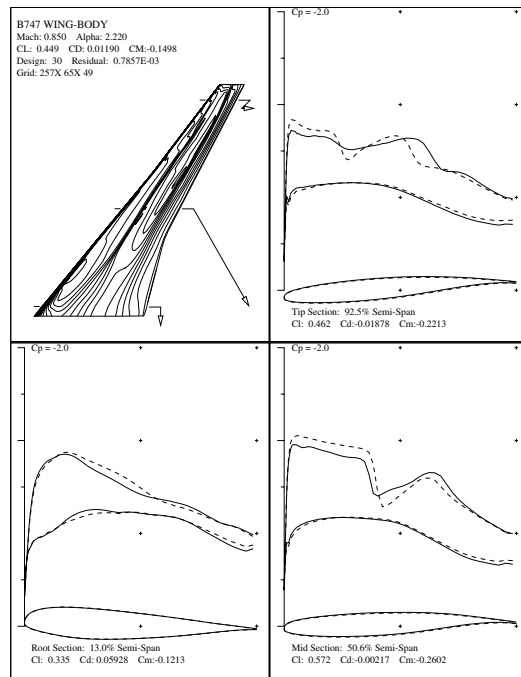 B747 WING-BODY
Mach: 0.850 Alpha: 2.220
CL: 0.449 CD: 0.01190 CM:-0.1498
Design: 30 Residual: 0.7857E-03
Grid: 257X 65X 49
Cp = -2.0
Tip Section: 92.5% Semi-Span
Cl: 0.462 Cd:-0.01878 Cm:-0.2213
Cp = -2.0
Root Section: 13.0% Semi-Span
Cl: 0.335 Cd: 0.05928 Cm:-0.1213
Cp = -2.0
Mid Section: 50.6% Semi-Span
Cl: 0.572 Cd:-0.00217 Cm:-0.2602